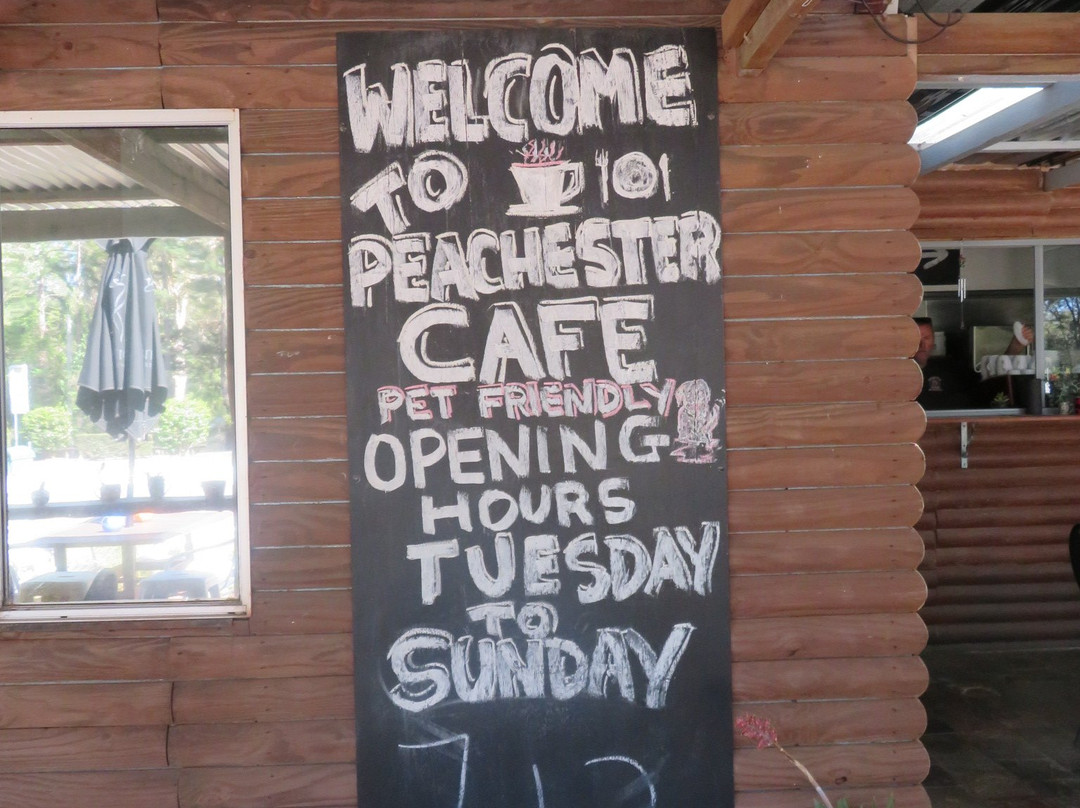 WELCOME
TO
PEACHESTER
CAFE
PET FRIENDLY
OPENING
HOURS
TUESDAY
TO
SUNDAY